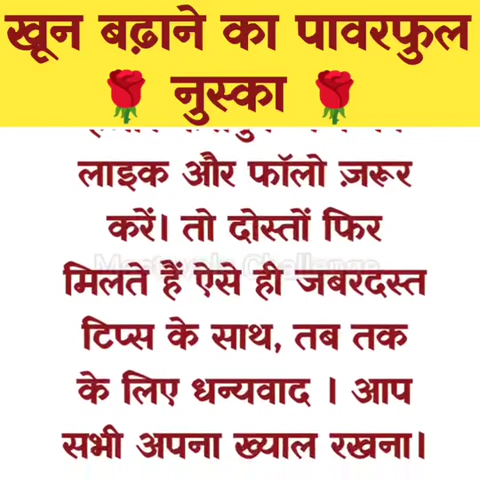 खून बढ़ाने का पावरफुल
नुस्का
लाइक और फॉलो ज़रूर
करें। तो दोस्तों फिर
मिलते हैं ऐसे ही जबरदस्त
टिप्स के साथ, तब तक
के लिए धन्यवाद । आप
सभी अपना ख्याल रखना।